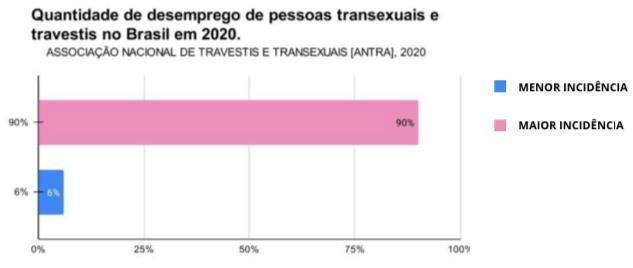 Quantidade de desemprego de pessoas transexuais e
travestis no Brasil em 2020.
ASSOCIAÇÃO NACIONAL DE TRAVESTIS E TRANSEXUAIS [ANTRA], 2020
MENOR INCIDÊNCIA
MAIOR INCIDÊNCIA
90% 90%
6% 6%
0% 25% 50% 75% 100%